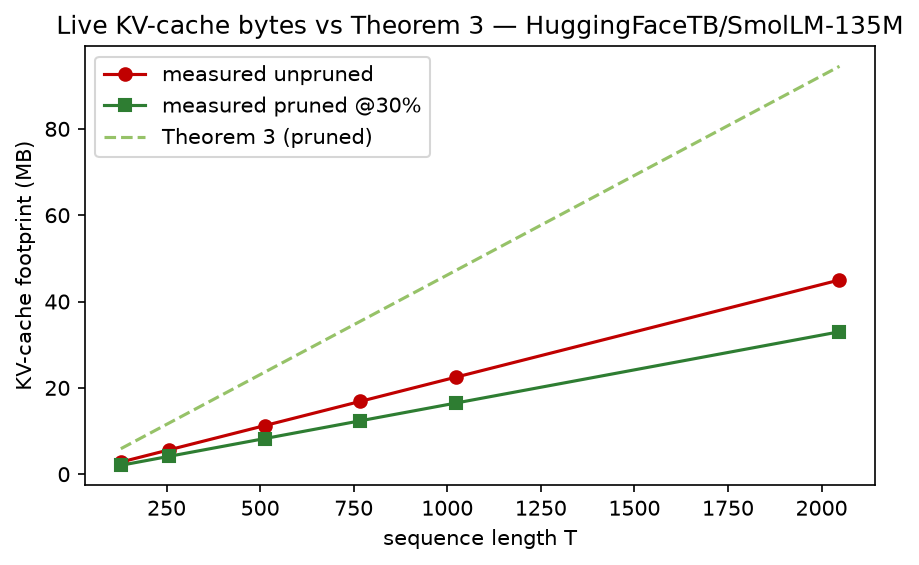 Live KV-cache bytes vs Theorem 3 — HuggingFaceTB/SmolLM-135M
measured unpruned
measured pruned @30%
Theorem 3 (pruned)
KV-cache footprint (MB)
80
60
40
20
0
250 500 750 1000 1250 1500 1750 2000
sequence length T